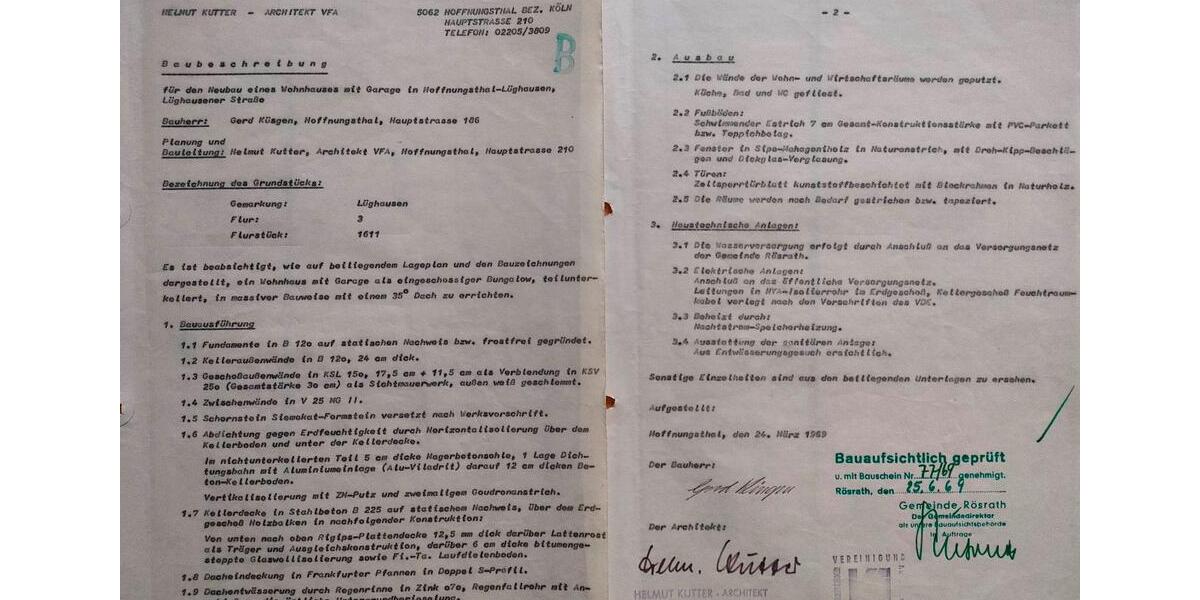 HELMUT KUTTER - ARCHITEKT VFA
5062 HOFFNUNGSTHAL BEZ. KÖLN
HAUPTSTRASSE 210
TELEFON: 02205/3809
B
Baubeschreibung
für den Neubau eines Wohnhauses mit Garage in Hoffnungsthal-Lüghausen,
Lüghausener Straße
Bauherr: Gerd Küsgen, Hoffnungsthal, Hauptstrasse 186
Planung und
Bauleitung: Helmut Kutter, Architekt VFA, Hoffnungsthal, Hauptstrasse 210
Bezeichnung des Grundstücks:
Gemarkung: Lüghausen
Flur: 3
Flurstück: 1611
Es ist beabsichtigt, wie auf beiliegendem Lageplan und den Bauzeichnungen
dargestellt, ein Wohnhaus mit Garage als eingeschossiger Bungalow, teilunter-
kellert, in massiver Bauweise mit einem 35° Dach zu errichten.
1. Bauausführung
1.1 Fundamente in B 12o auf statischen Nachweis bzw. frostfrei gegründet.
1.2 Kelleraußenwände in B 12o, 24 cm dick.
1.3 Geschoßaußenwände in KSL 15o, 17,5 cm + 11,5 cm als Verblendung in KSV
25o (Gesamtstärke 3o cm) als Sichtmauerwerk, außen weiß geschlemmt.
1.4 Zwischenwände in V 25 MG II.
1.5 Schornstein Siemokat-Formstein versetzt nach Werksvorschrift.
1.6 Abdichtung gegen Erdfeuchtigkeit durch Horizontalisolierung über dem
Kellerboden und unter der Kellerdecke.
Im nichtunterkellerten Teil 5 cm dicke Magerbetonsohle, 1 Lage Dich-
tungsbahn mit Aluminiumeinlage (Alu-Viladrit) darauf 12 cm dicken Be-
ton-Kellerboden.
Vertikalisolierung mit ZM-Putz und zweimaligem Goudronanstrich.
1.7 Kellerdecke in Stahlbeton B 225 auf statischem Nachweis, über dem Erd-
geschoß Holzbalken in nachfolgender Konstruktion:
Von unten nach oben Rigips-Plattendecke 12,5 mm dick darüber Lattenrost
als Träger und Ausgleichskonstruktion, darüber 6 cm dicke bitumenge-
steppte Glaswollisolierung sowie Fi.-Ta. Laufdielenboden.
1.8 Dacheindeckung in Frankfurter Pfannen in Doppel S-Profil.
1.9 Dachentwässerung durch Regenrinne in Zink o7o, Regenfallrohr mit An-
- 2 -
2. Ausbau
2.1 Die Wände der Wohn- und Wirtschaftsräume werden geputzt.
Küche, Bad und WC gefliest.
2.2 Fußböden:
Schwimmender Estrich 7 cm Gesamt-Konstruktionsstärke mit PVC-Parkett
bzw. Teppichbelag.
2.3 Fenster in Sipo-Mahagoniholz in Naturanstrich, mit Dreh-Kipp-Beschlä-
gen und Dickglas-Verglasung.
2.4 Türen:
Zellsperrtürblatt kunststoffbeschichtet mit Blockrahmen in Naturholz.
2.5 Die Räume werden nach Bedarf gestrichen bzw. tapeziert.
3. Haustechnische Anlagen:
3.1 Die Wasserversorgung erfolgt durch Anschluß an das Versorgungsnetz
der Gemeinde Rösrath.
3.2 Elektrische Anlagen:
Anschluß an das öffentliche Versorgungsnetz.
Leitungen in NYA-Isolierrohr im Erdgeschoß, Kellergeschoß Feuchtraum-
kabel verlegt nach den Vorschriften des VDE.
3.3 Beheizt durch:
Nachtstrom-Speicherheizung.
3.4 Ausstattung der sanitären Anlage:
Aus Entwässerungsgesuch ersichtlich.
Sonstige Einzelheiten sind aus den beiliegenden Unterlagen zu ersehen.
Aufgestellt:
Hoffnungsthal, den 24. März 1969
Der Bauherr:
Gerd Küsgen
Der Architekt:
Helm. Kutter
HELMUT KUTTER - ARCHITEKT
Bauaufsichtlich geprüft
u. mit Bauschein Nr. 77/69 genehmigt.
Rösrath, den 25.6.69
Gemeinde Rösrath
Der Gemeindedirektor
als untere Bauaufsichtsbehörde
Im Auftrage
VEREINIGUNG